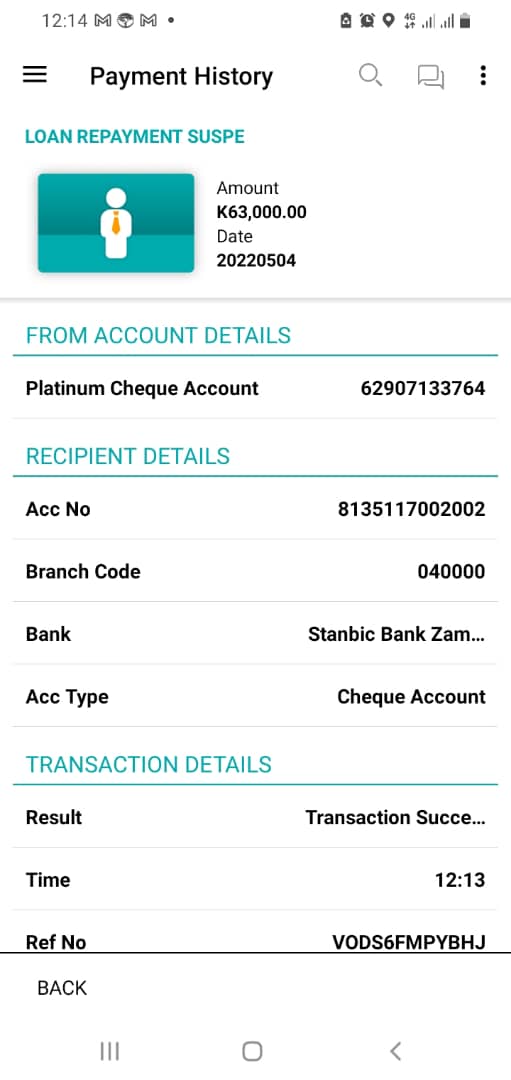 12:14
4G
Payment History
LOAN REPAYMENT SUSPE
Amount
K63,000.00
Date
20220504
FROM ACCOUNT DETAILS
Platinum Cheque Account 62907133764
RECIPIENT DETAILS
Acc No 8135117002002
Branch Code 040000
Bank Stanbic Bank Zam...
Acc Type Cheque Account
TRANSACTION DETAILS
Result Transaction Succe...
Time 12:13
Ref No VODS6FMPYBHJ
BACK